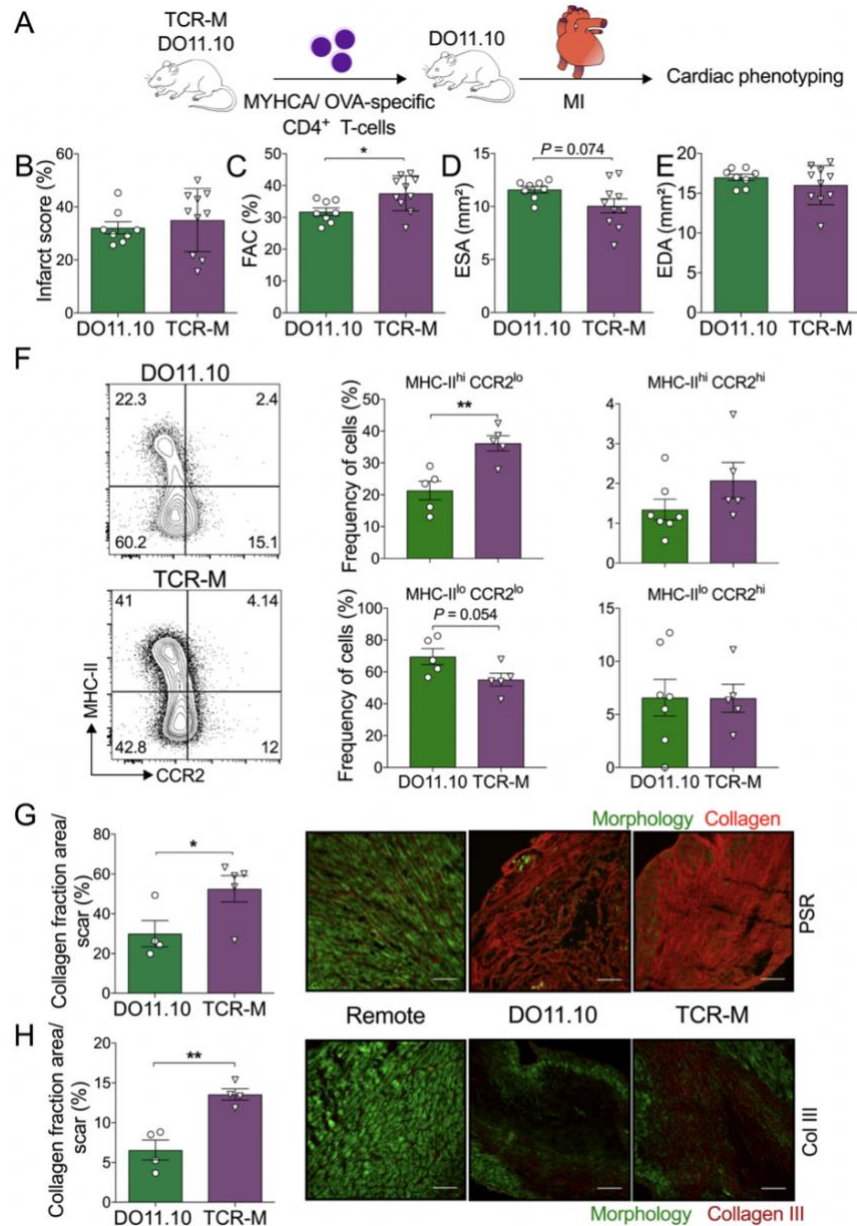 A
TCR-M
DO11.10
MYHCA/ OVA-specific
CD4⁺ T-cells
DO11.10
MI
Cardiac phenotyping
B
Infarct score (%)
60
40
20
0
DO11.10 TCR-M
C
FAC (%)
*
50
40
30
20
10
0
DO11.10 TCR-M
D
ESA (mm²)
P = 0.074
15
10
5
0
DO11.10 TCR-M
E
EDA (mm²)
20
15
10
5
0
DO11.10 TCR-M
F
DO11.10
22.3 2.4
60.2 15.1
TCR-M
41 4.14
42.8 12
MHC-II
CCR2
MHC-IIʰⁱ CCR2ˡᵒ
Frequency of cells (%)
**
50
40
30
20
10
0
MHC-IIʰⁱ CCR2ʰⁱ
4
3
2
1
0
MHC-IIˡᵒ CCR2ˡᵒ
Frequency of cells (%)
P = 0.054
100
80
60
40
20
0
DO11.10 TCR-M
MHC-IIˡᵒ CCR2ʰⁱ
15
10
5
0
DO11.10 TCR-M
G
Collagen fraction area/
scar (%)
*
80
60
40
20
0
DO11.10 TCR-M
Morphology Collagen
PSR
Remote DO11.10 TCR-M
H
Collagen fraction area/
scar (%)
**
20
15
10
5
0
DO11.10 TCR-M
Col III
Morphology Collagen III